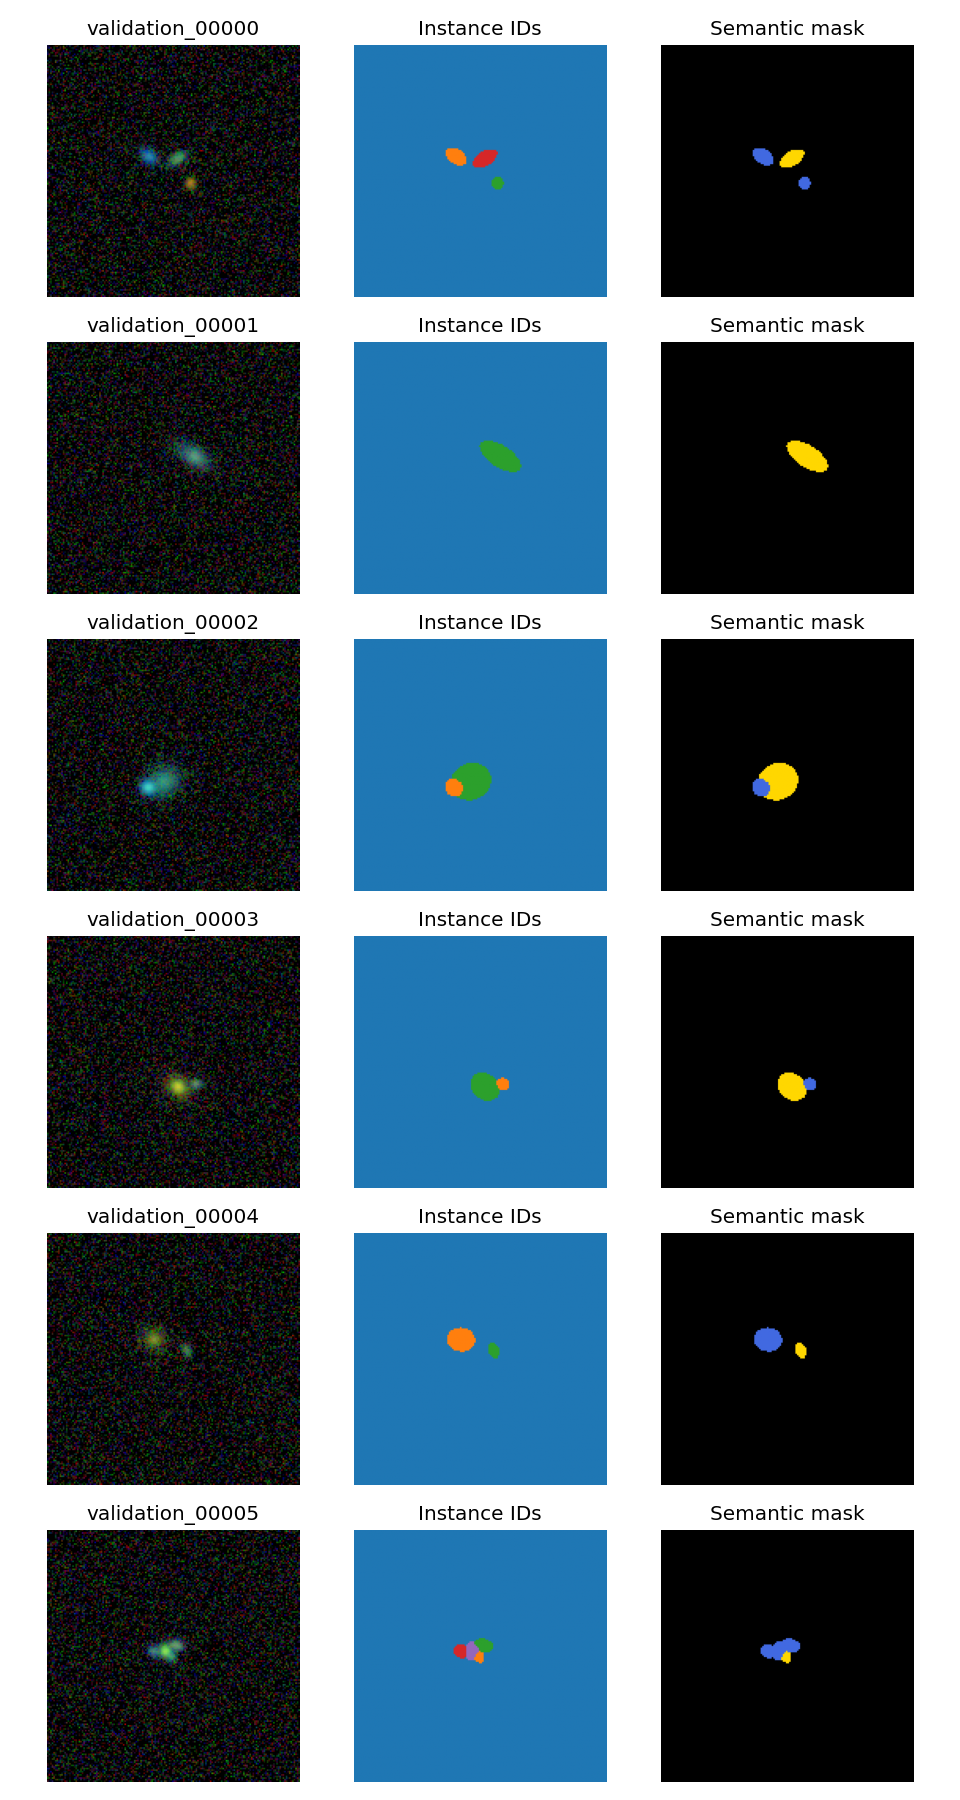 validation_00000 Instance IDs Semantic mask
validation_00001 Instance IDs Semantic mask
validation_00002 Instance IDs Semantic mask
validation_00003 Instance IDs Semantic mask
validation_00004 Instance IDs Semantic mask
validation_00005 Instance IDs Semantic mask